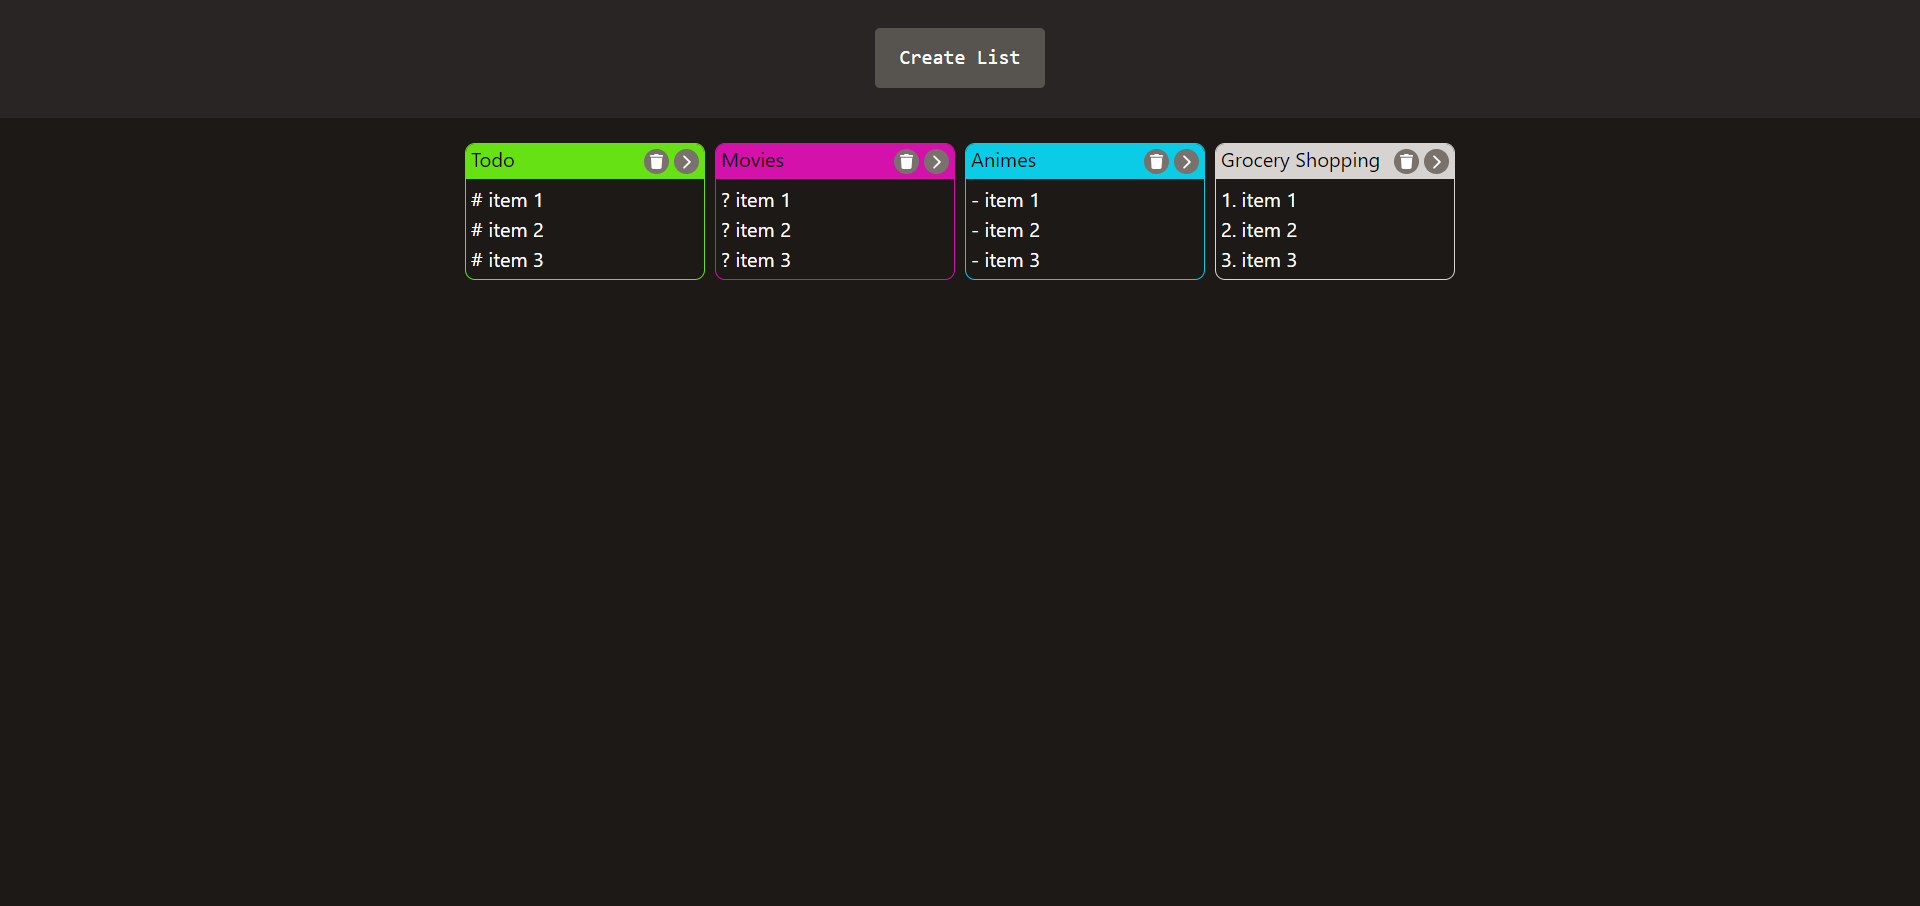 Create List
Todo
# item 1
# item 2
# item 3
Movies
? item 1
? item 2
? item 3
Animes
- item 1
- item 2
- item 3
Grocery Shopping
1. item 1
2. item 2
3. item 3